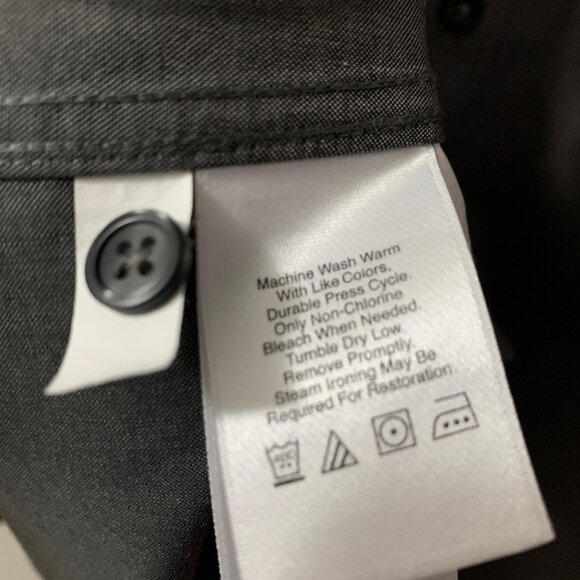 Machine Wash Warm
With Like Colors,
Durable Press Cycle.
Only Non-Chlorine
Bleach When Needed.
Tumble Dry Low.
Remove Promptly.
Steam Ironing May Be
Required For Restoration.